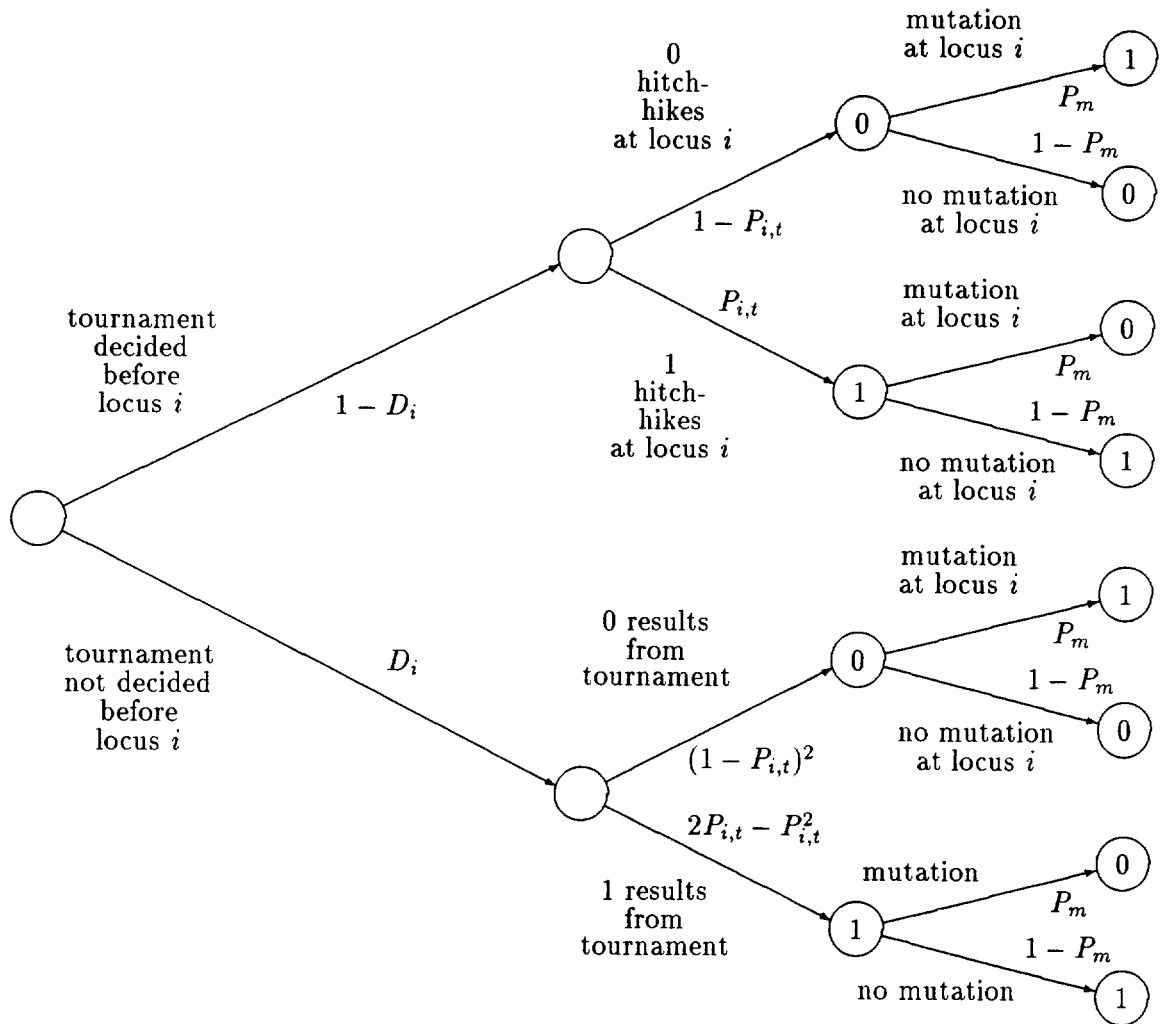 mutation
at locus i
1
P_m
0
hitch-
hikes
at locus i
0
1 − P_m
0
no mutation
at locus i
1 − P_{i,t}
tournament
decided
before
locus i
1 − D_i
P_{i,t}
mutation
at locus i
0
P_m
1
hitch-
hikes
at locus i
1
1 − P_m
1
no mutation
at locus i
mutation
at locus i
1
P_m
tournament
not decided
before
locus i
D_i
0 results
from
tournament
0
1 − P_m
0
no mutation
at locus i
(1 − P_{i,t})²
2P_{i,t} − P²_{i,t}
1 results
from
tournament
mutation
0
P_m
1
1 − P_m
1
no mutation